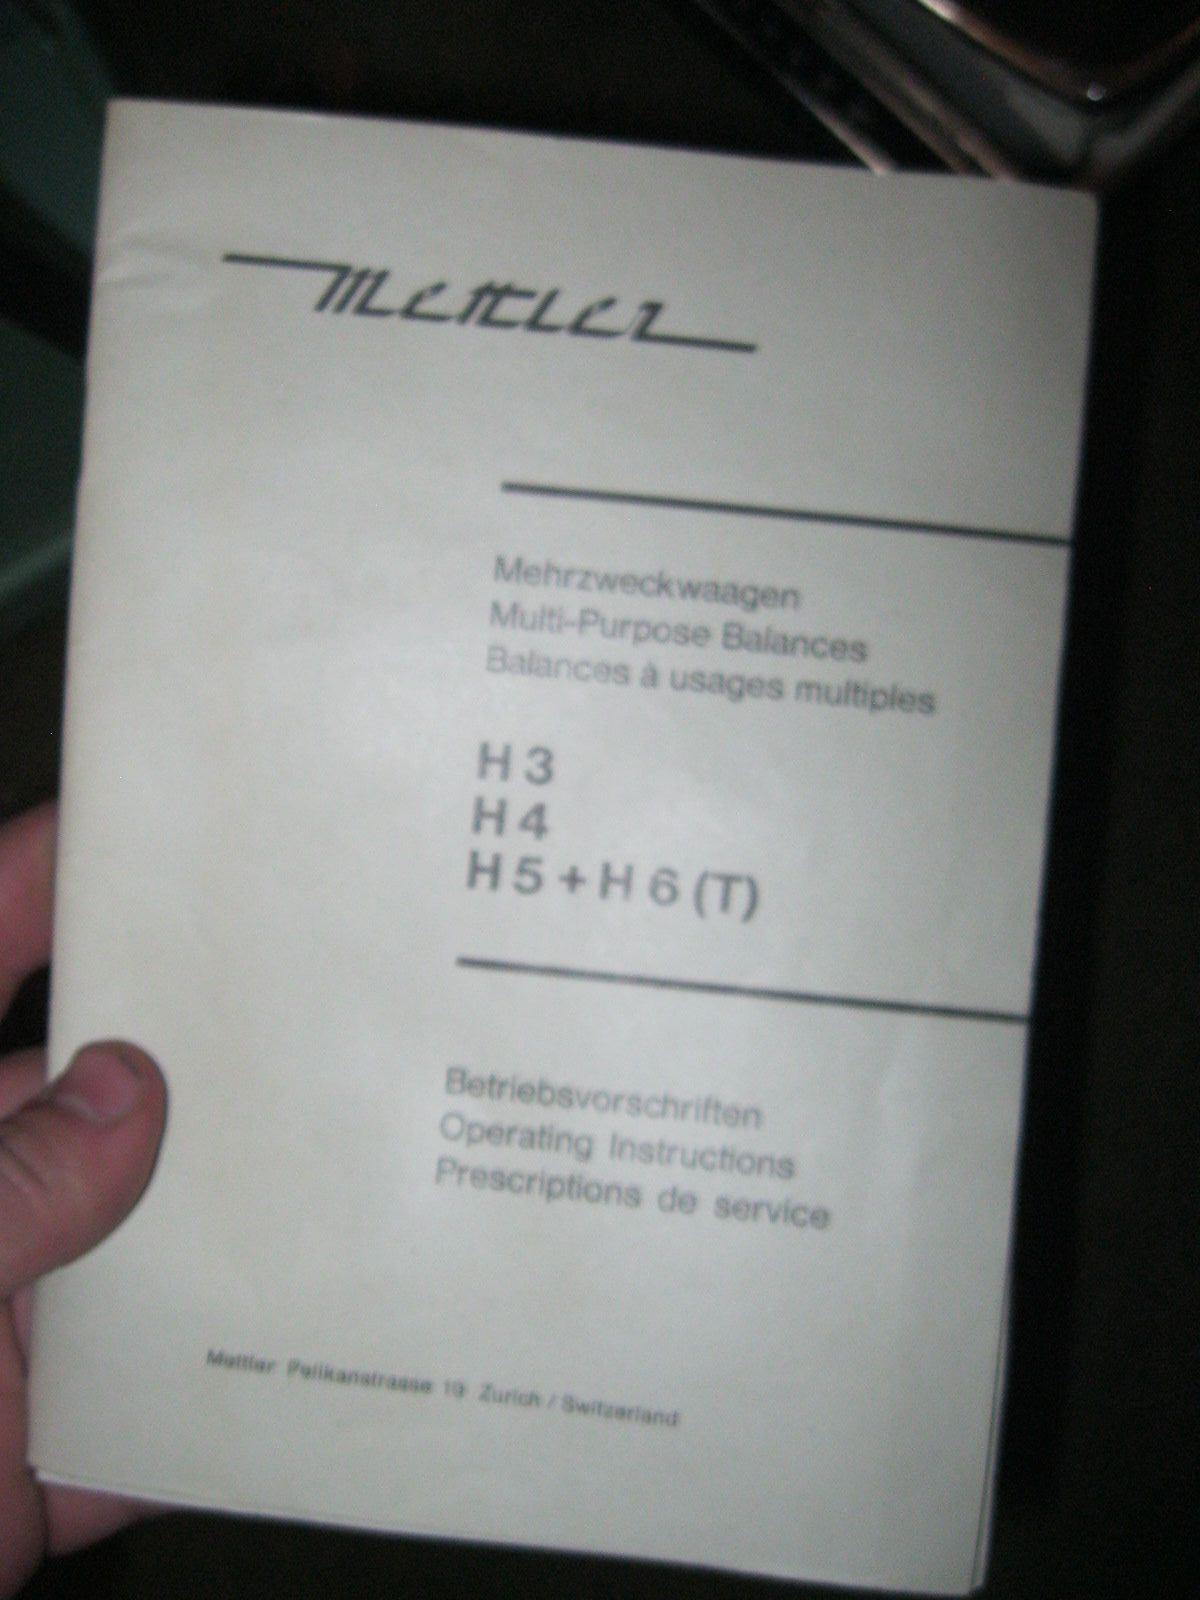 Mettler
Mehrzweckwaagen
Multi-Purpose Balances
Balances à usages multiples
H 3
H 4
H 5 + H 6 (T)
Betriebsvorschriften
Operating Instructions
Prescriptions de service
Mettler Pelikanstrasse 19 Zurich / Switzerland